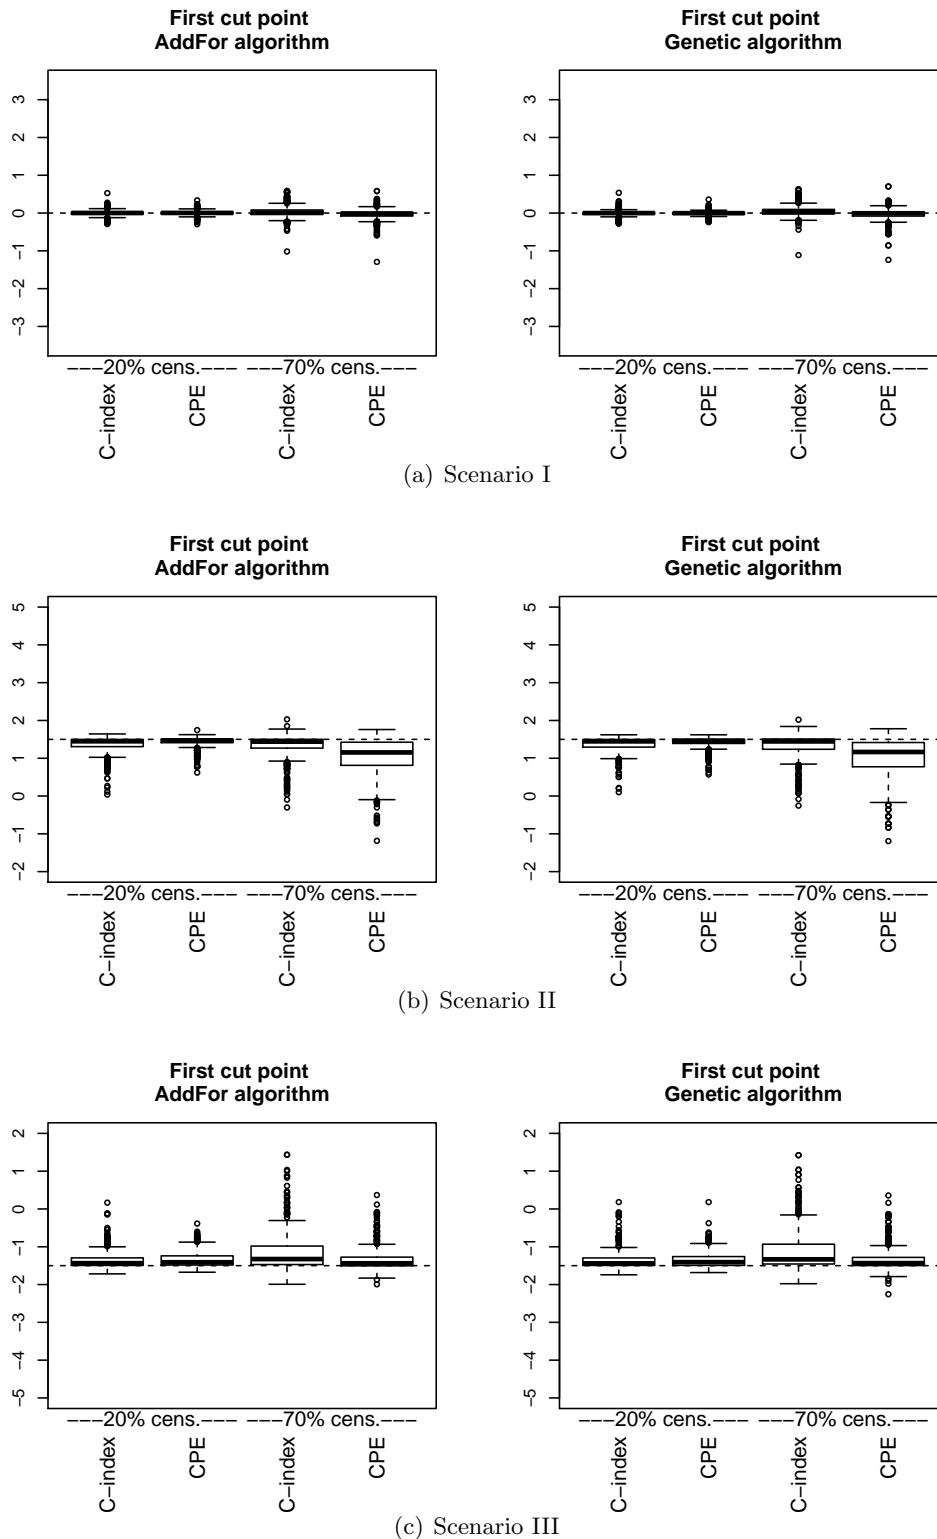 First cut point
AddFor algorithm
3
2
1
0
−1
−2
−3
−−−20% cens.−−−
−−−70% cens.−−−
C−index
CPE
C−index
CPE
First cut point
Genetic algorithm
3
2
1
0
−1
−2
−3
−−−20% cens.−−−
−−−70% cens.−−−
C−index
CPE
C−index
CPE
(a) Scenario I
First cut point
AddFor algorithm
5
4
3
2
1
0
−1
−2
−−−20% cens.−−−
−−−70% cens.−−−
C−index
CPE
C−index
CPE
First cut point
Genetic algorithm
5
4
3
2
1
0
−1
−2
−−−20% cens.−−−
−−−70% cens.−−−
C−index
CPE
C−index
CPE
(b) Scenario II
First cut point
AddFor algorithm
2
1
0
−1
−2
−3
−4
−5
−−−20% cens.−−−
−−−70% cens.−−−
C−index
CPE
C−index
CPE
First cut point
Genetic algorithm
2
1
0
−1
−2
−3
−4
−5
−−−20% cens.−−−
−−−70% cens.−−−
C−index
CPE
C−index
CPE
(c) Scenario III